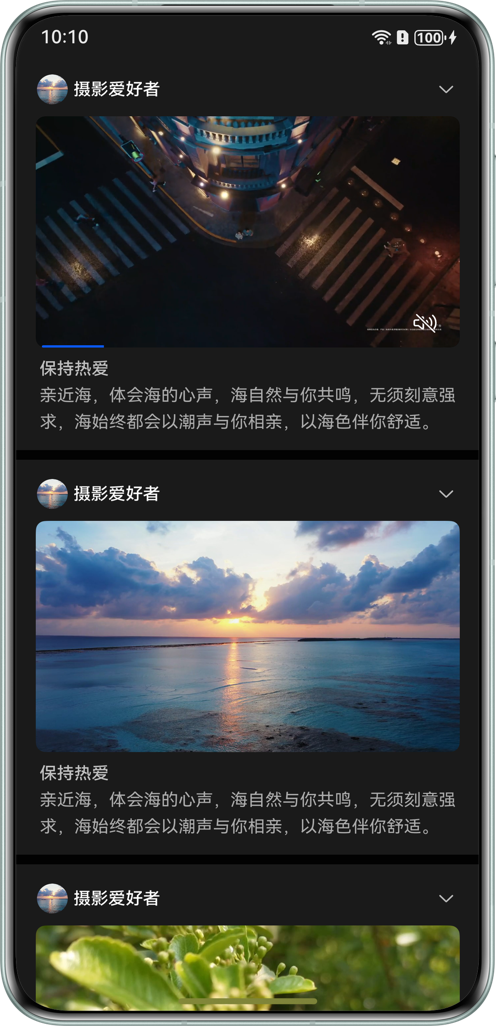 10:10
100
摄影爱好者
保持热爱
亲近海，体会海的心声，海自然与你共鸣，无须刻意强
求，海始终都会以潮声与你相亲，以海色伴你舒适。
摄影爱好者
保持热爱
亲近海，体会海的心声，海自然与你共鸣，无须刻意强
求，海始终都会以潮声与你相亲，以海色伴你舒适。
摄影爱好者